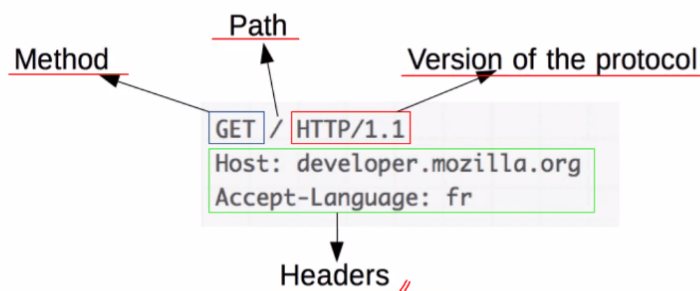 Path
Method
Version of the protocol
GET / HTTP/1.1
Host: developer.mozilla.org
Accept-Language: fr
Headers